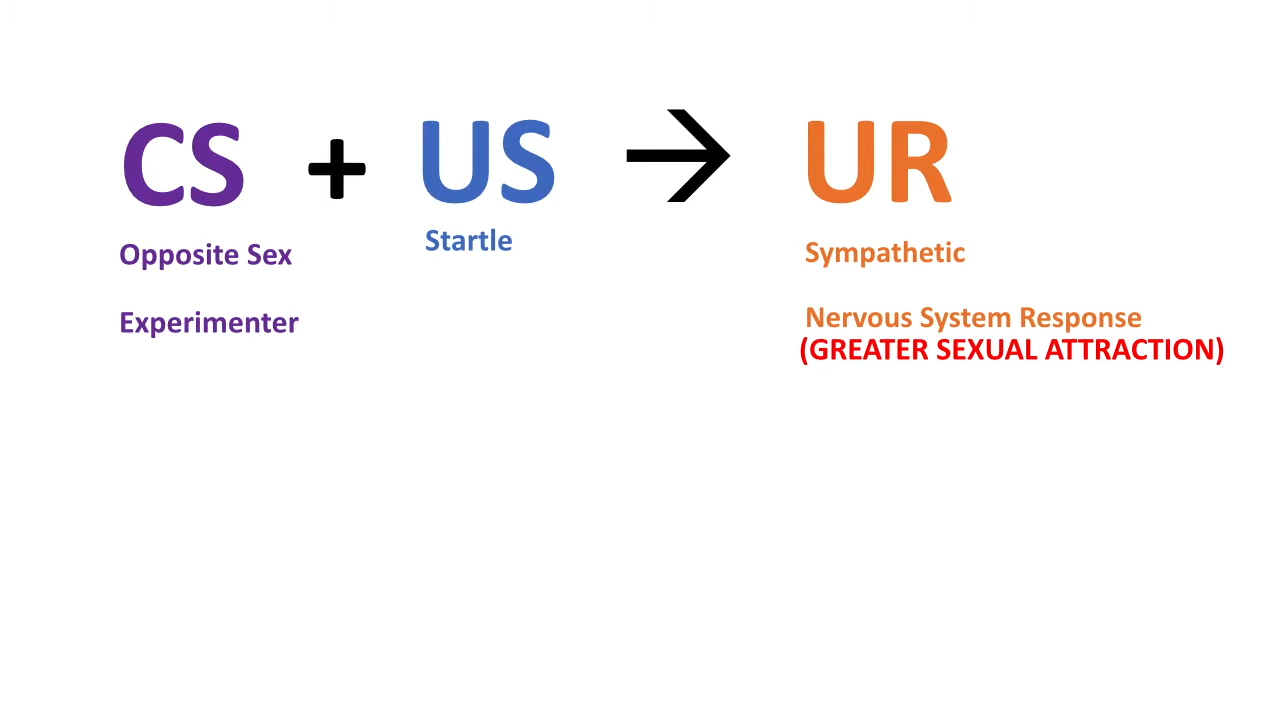 CS + US → UR
Opposite Sex
Startle
Sympathetic
Experimenter
Nervous System Response
(GREATER SEXUAL ATTRACTION)